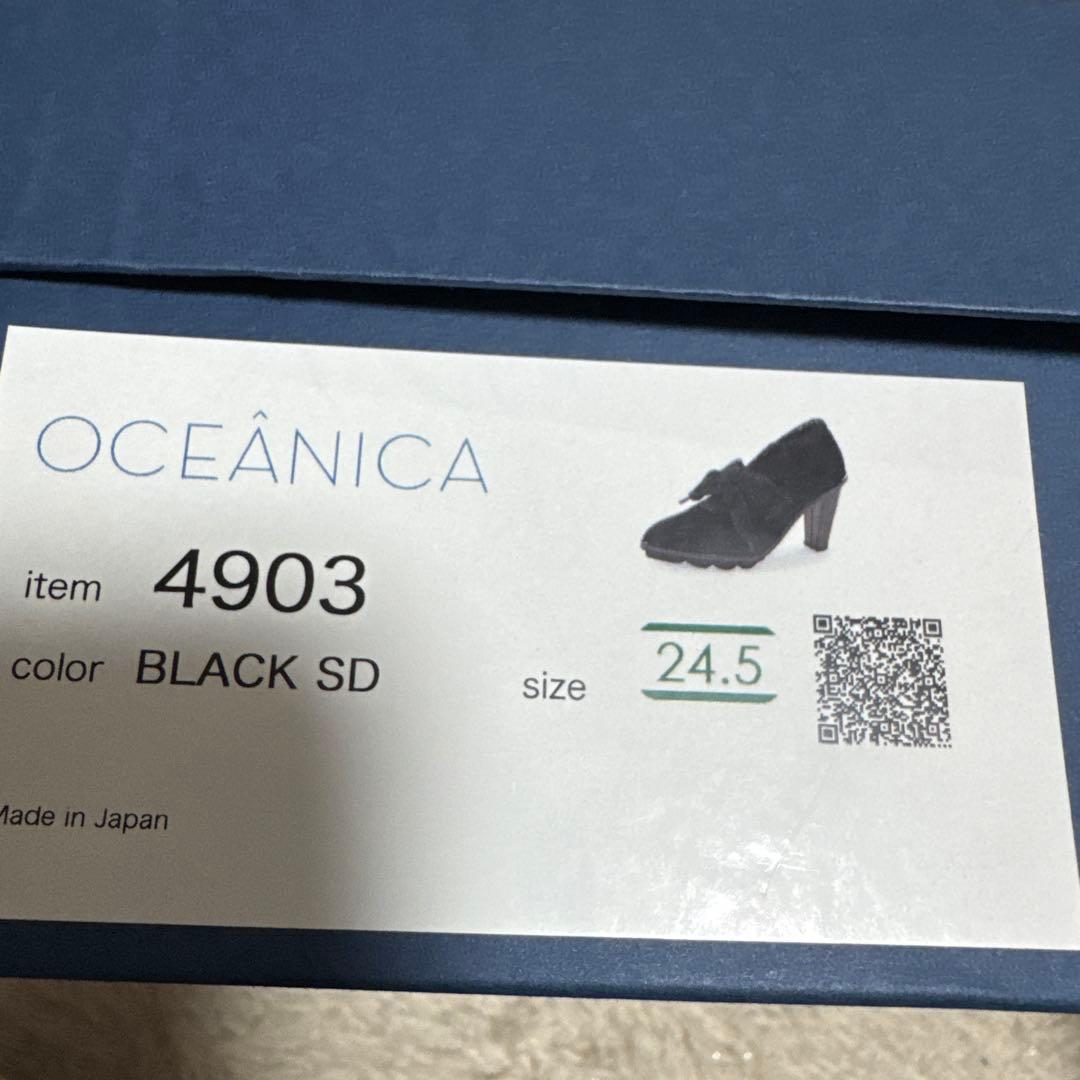 OCEÂNICA
item 4903
color BLACK SD
size 24.5
Made in Japan